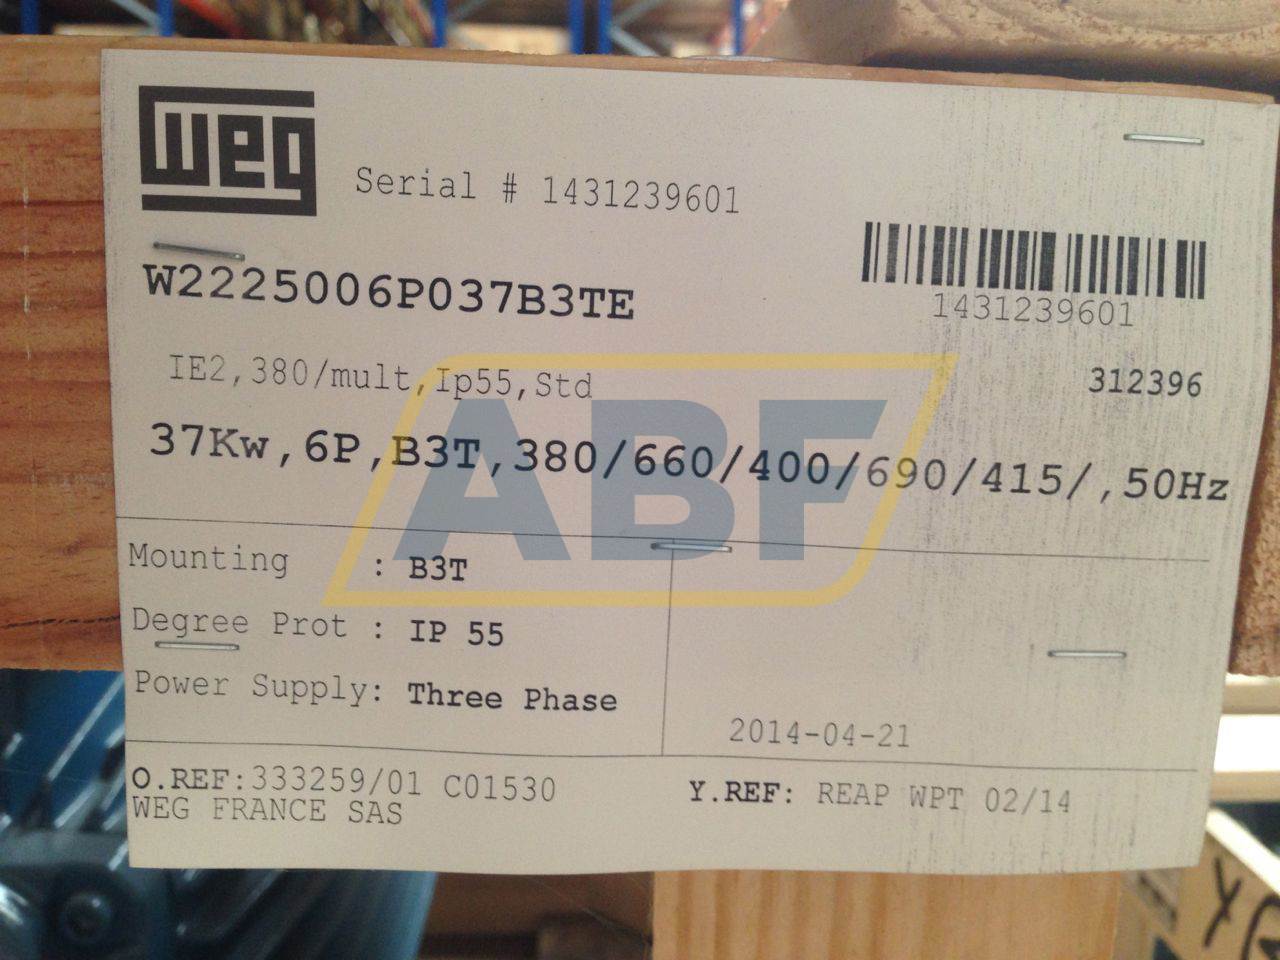 weg
Serial # 1431239601
1431239601
W2225006P037B3TE
IE2,380/mult,Ip55,Std
312396
37Kw,6P,B3T,380/660/400/690/415/,50Hz
ABF
Mounting : B3T
Degree Prot : IP 55
Power Supply: Three Phase
2014-04-21
O.REF:333259/01 C01530
Y.REF: REAP WPT 02/14
WEG FRANCE SAS